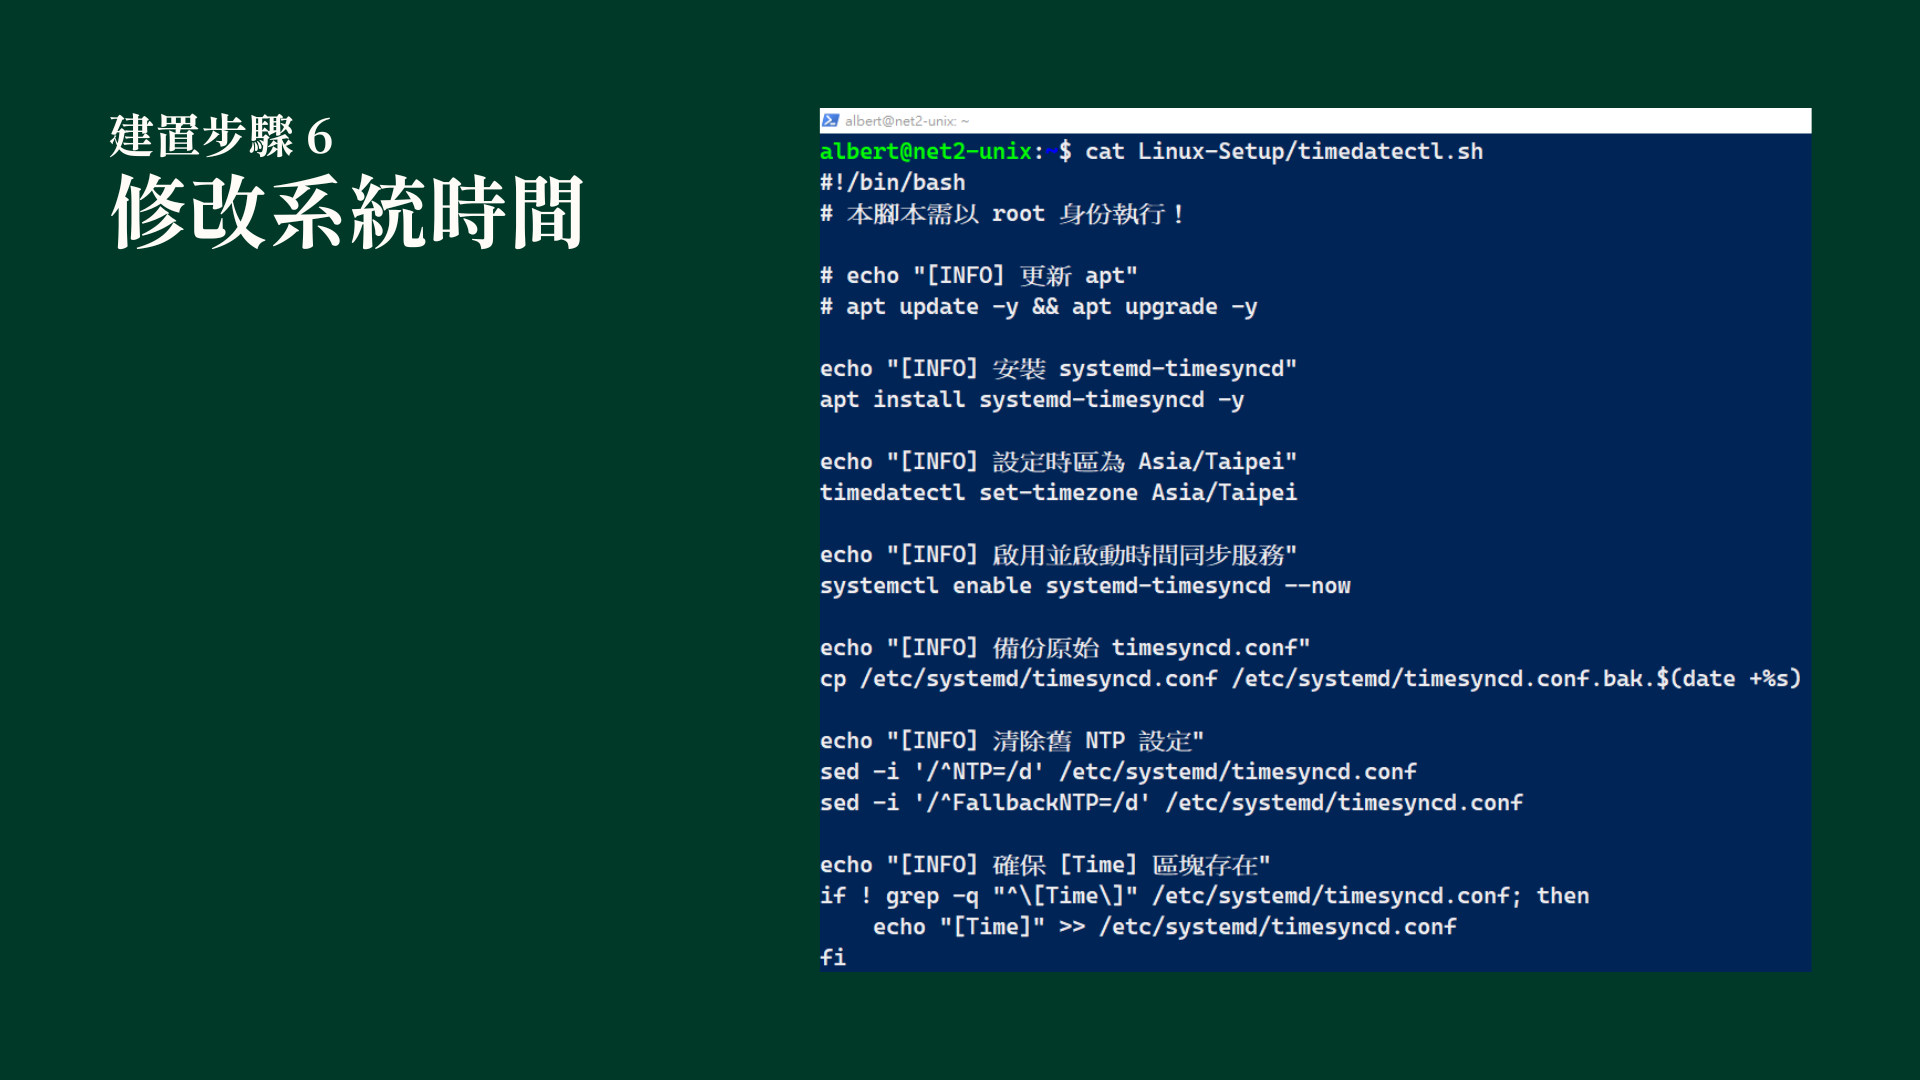 建置步驟 6
修改系統時間
albert@net2-unix: ~
albert@net2-unix:~$ cat Linux-Setup/timedatectl.sh
#!/bin/bash
# 本腳本需以 root 身份執行！
# echo "[INFO] 更新 apt"
# apt update -y && apt upgrade -y
echo "[INFO] 安裝 systemd-timesyncd"
apt install systemd-timesyncd -y
echo "[INFO] 設定時區為 Asia/Taipei"
timedatectl set-timezone Asia/Taipei
echo "[INFO] 啟用並啟動時間同步服務"
systemctl enable systemd-timesyncd --now
echo "[INFO] 備份原始 timesyncd.conf"
cp /etc/systemd/timesyncd.conf /etc/systemd/timesyncd.conf.bak.$(date +%s)
echo "[INFO] 清除舊 NTP 設定"
sed -i '/^NTP=/d' /etc/systemd/timesyncd.conf
sed -i '/^FallbackNTP=/d' /etc/systemd/timesyncd.conf
echo "[INFO] 確保 [Time] 區塊存在"
if ! grep -q "^\[Time\]" /etc/systemd/timesyncd.conf; then
    echo "[Time]" >> /etc/systemd/timesyncd.conf
fi